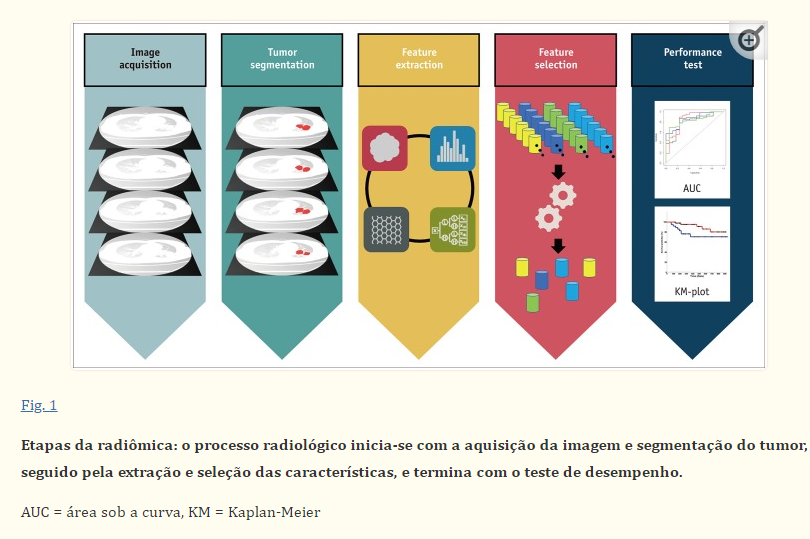 Image
acquisition
Tumor
segmentation
Feature
extraction
Feature
selection
Performance
test
AUC
KM-plot
Fig. 1
Etapas da radiômica: o processo radiológico inicia-se com a aquisição da imagem e segmentação do tumor,
seguido pela extração e seleção das características, e termina com o teste de desempenho.
AUC = área sob a curva, KM = Kaplan-Meier